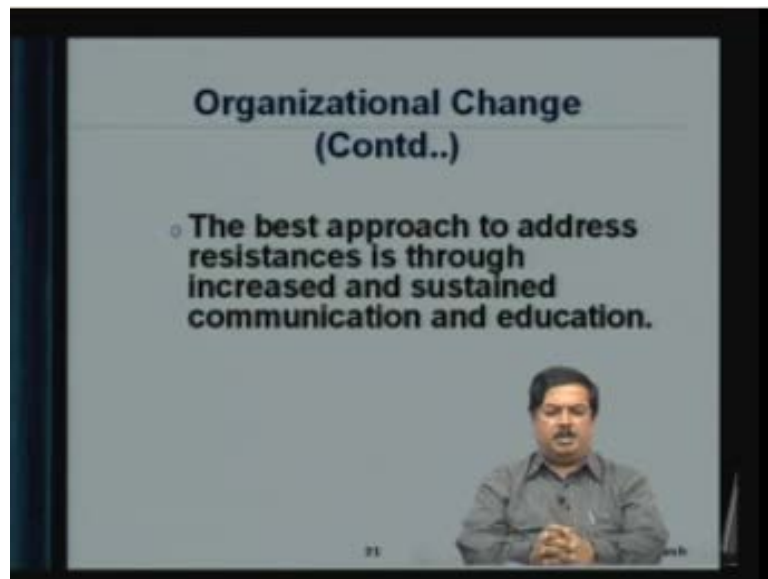 Organizational Change
(Contd..)
The best approach to address
resistances is through
increased and sustained
communication and education.